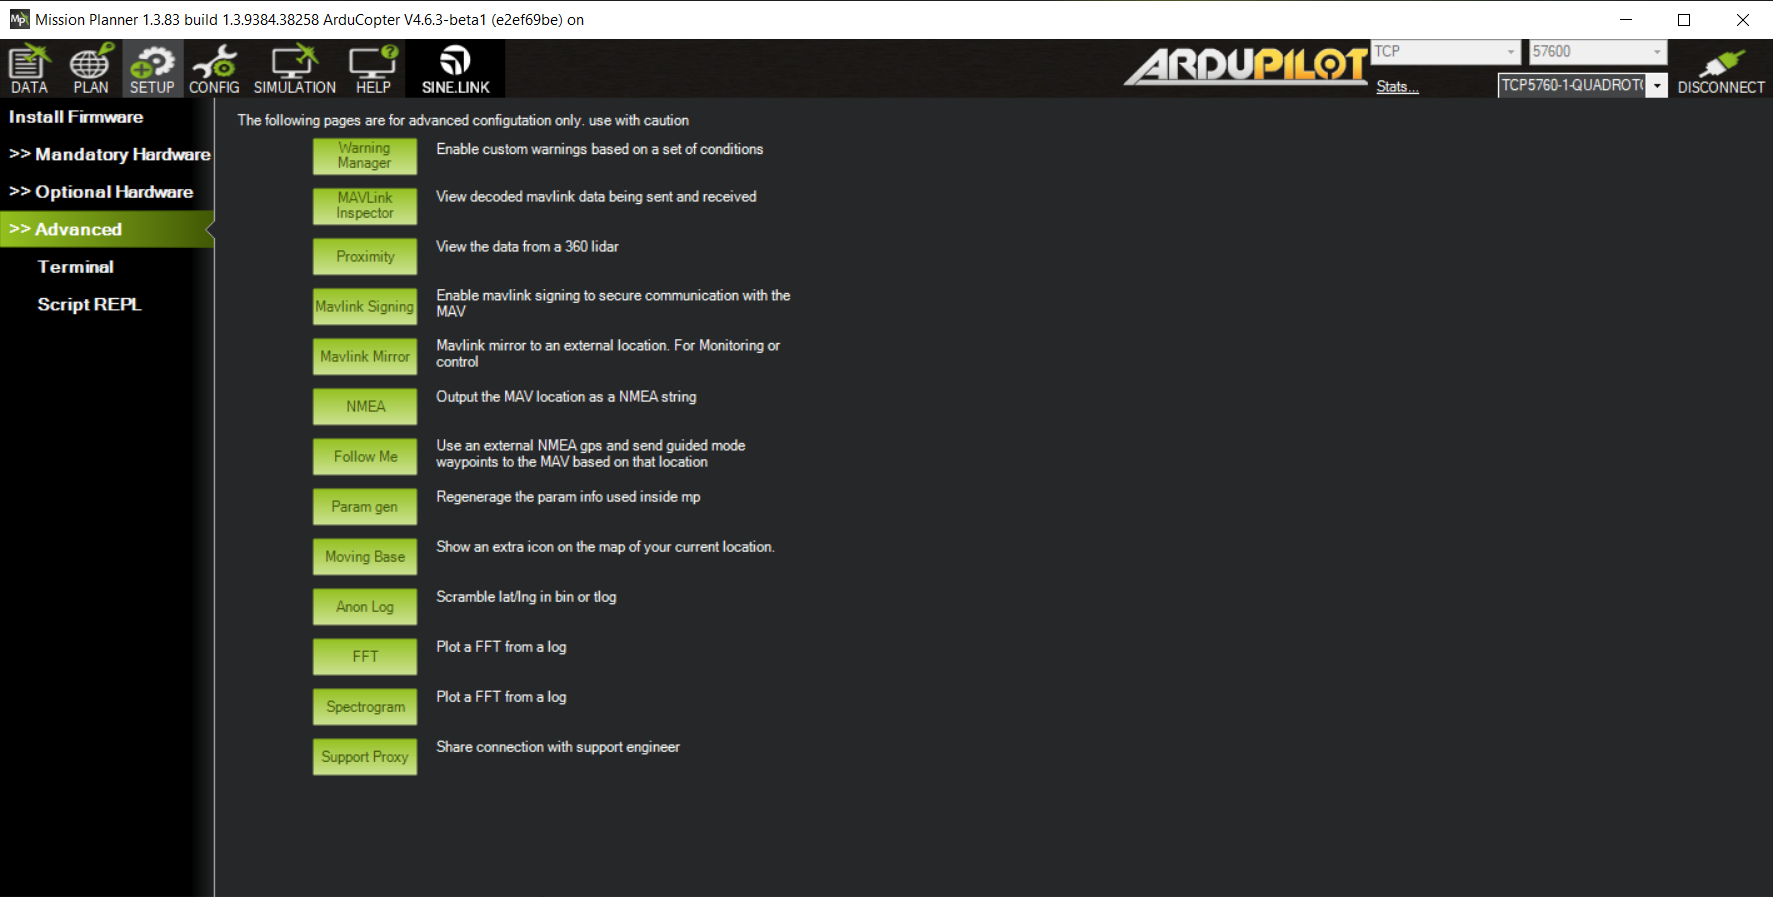 Mission Planner 1.3.83 build 1.3.9384.38258 ArduCopter V4.6.3-beta1 (e2ef69be) on
DATA
PLAN
SETUP
CONFIG
SIMULATION
HELP
SINE.LINK
ARDUPILOT
TCP
57600
Stats...
TCP5760-1-QUADROT
DISCONNECT
Install Firmware
>> Mandatory Hardware
>> Optional Hardware
>> Advanced
Terminal
Script REPL
The following pages are for advanced configutation only. use with caution
Warning
Manager
Enable custom warnings based on a set of conditions
MAVLink
Inspector
View decoded mavlink data being sent and received
Proximity
View the data from a 360 lidar
Mavlink Signing
Enable mavlink signing to secure communication with the
MAV
Mavlink Mirror
Mavlink mirror to an external location. For Monitoring or
control
NMEA
Output the MAV location as a NMEA string
Follow Me
Use an external NMEA gps and send guided mode
waypoints to the MAV based on that location
Param gen
Regenerage the param info used inside mp
Moving Base
Show an extra icon on the map of your current location.
Anon Log
Scramble lat/lng in bin or tlog
FFT
Plot a FFT from a log
Spectrogram
Plot a FFT from a log
Support Proxy
Share connection with support engineer